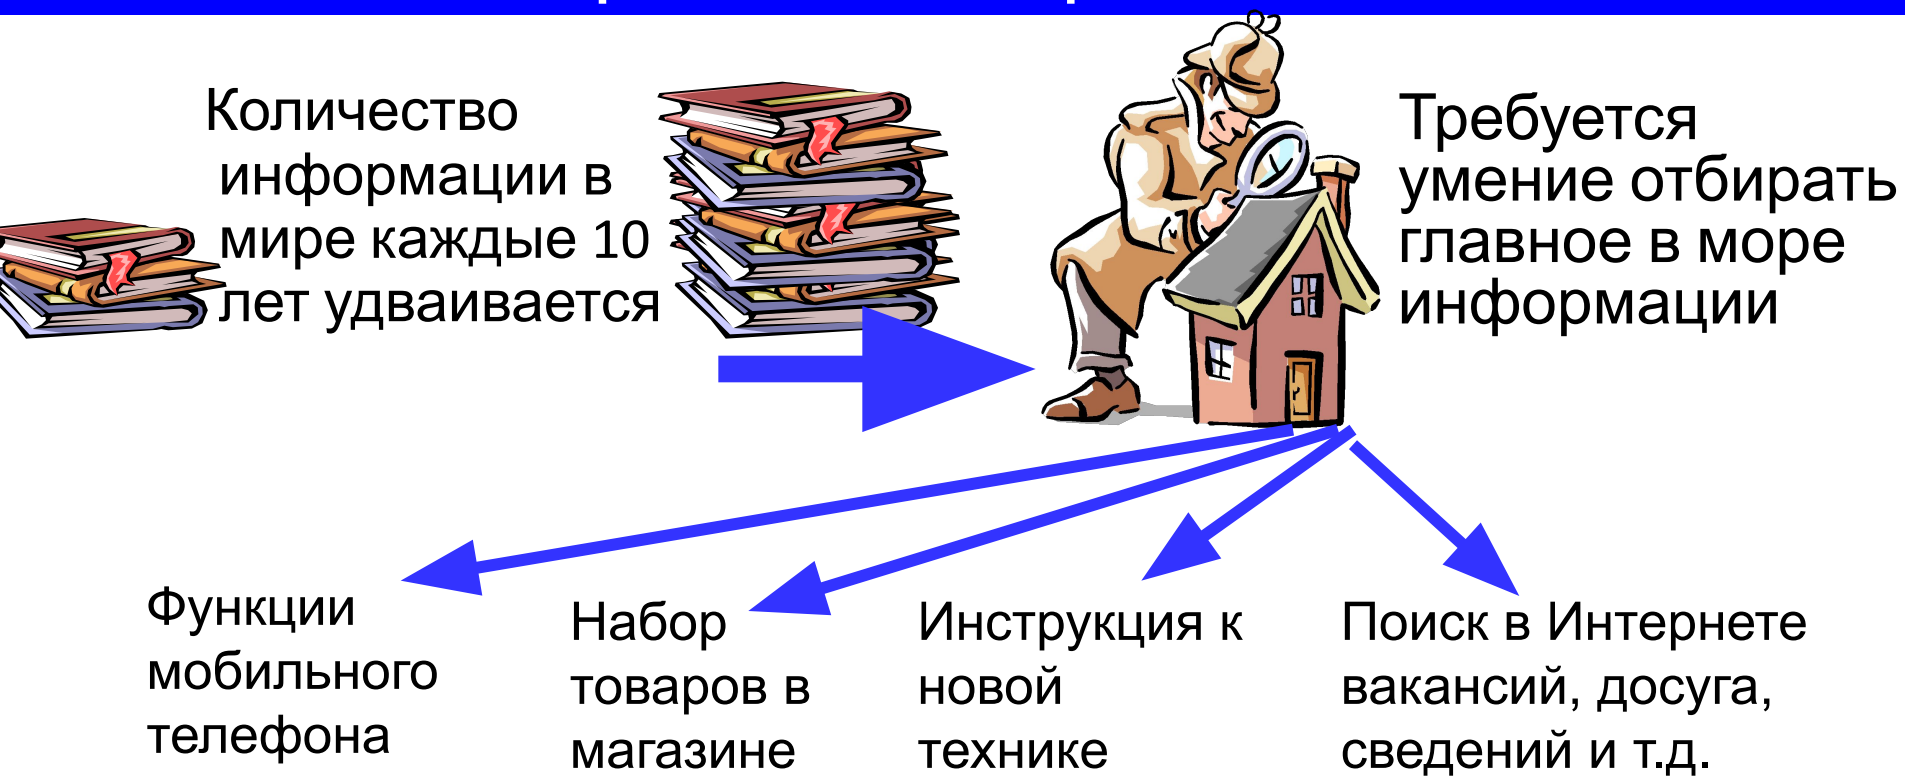 Количество
информации в
мире каждые 10
лет удваивается
Требуется
умение отбирать
главное в море
информации
Функции
мобильного
телефона
Набор
товаров в
магазине
Инструкция к
новой
технике
Поиск в Интернете
вакансий, досуга,
сведений и т.д.